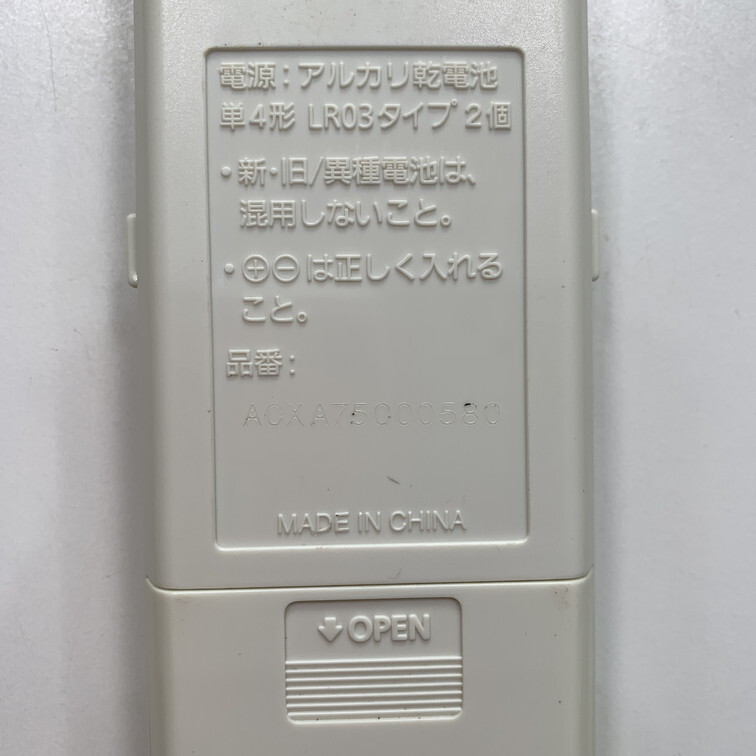 電源：アルカリ乾電池
単4形 LR03タイプ 2個
・新・旧/異種電池は、
混用しないこと。
・⊕⊖は正しく入れる
こと。
品番：
ACXA75C00580
MADE IN CHINA
↓OPEN